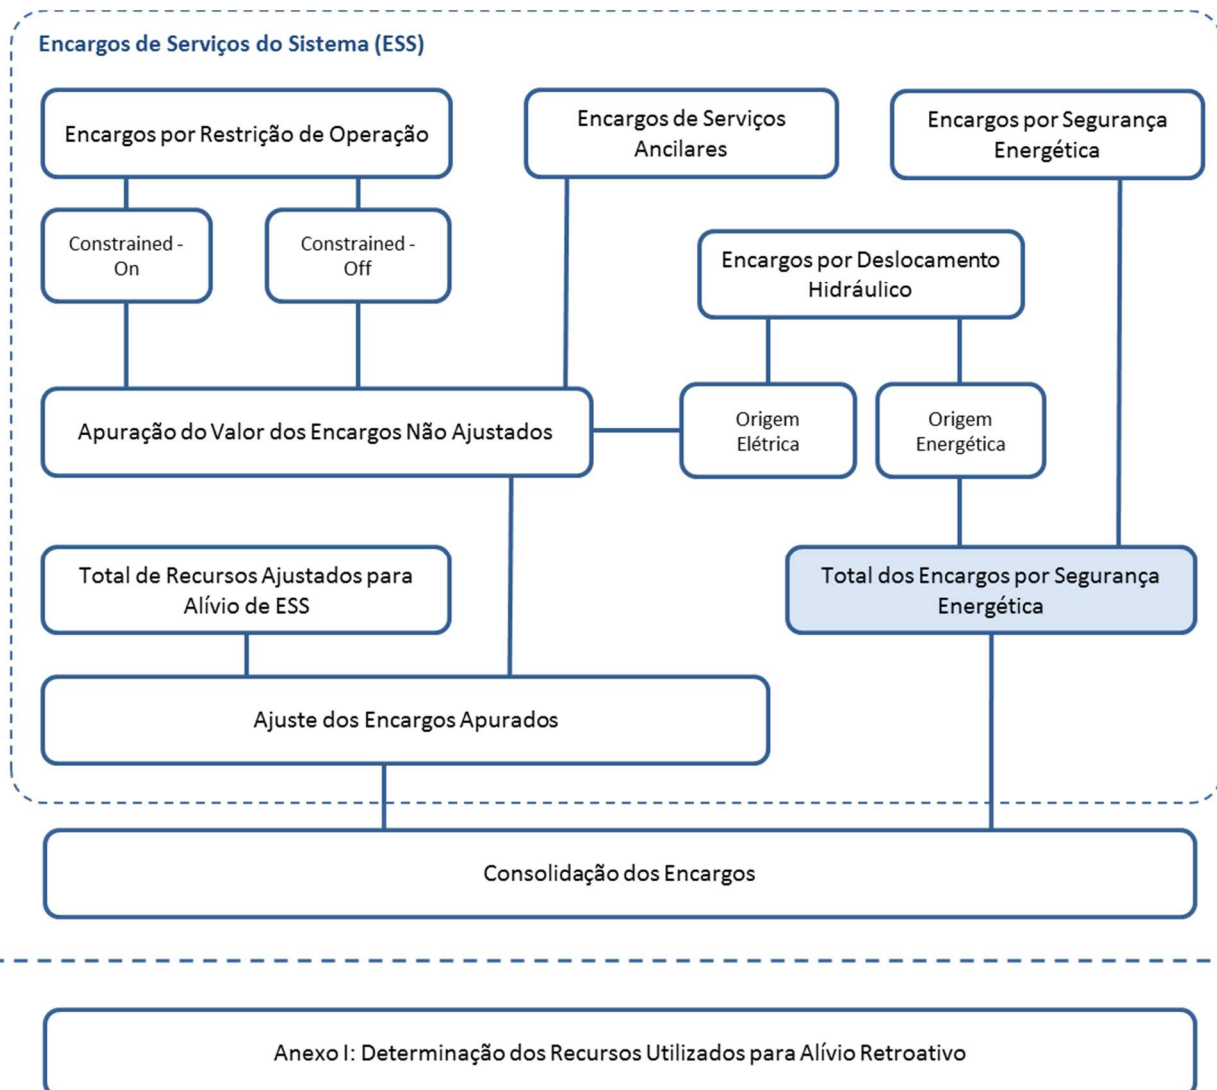 Encargos de Serviços do Sistema (ESS)
Encargos por Restrição de Operação
Encargos de Serviços
Ancilares
Encargos por Segurança
Energética
Constrained -
On
Constrained -
Off
Encargos por Deslocamento
Hidráulico
Apuração do Valor dos Encargos Não Ajustados
Origem
Elétrica
Origem
Energética
Total de Recursos Ajustados para
Alívio de ESS
Total dos Encargos por Segurança
Energética
Ajuste dos Encargos Apurados
Consolidação dos Encargos
Anexo I: Determinação dos Recursos Utilizados para Alívio Retroativo